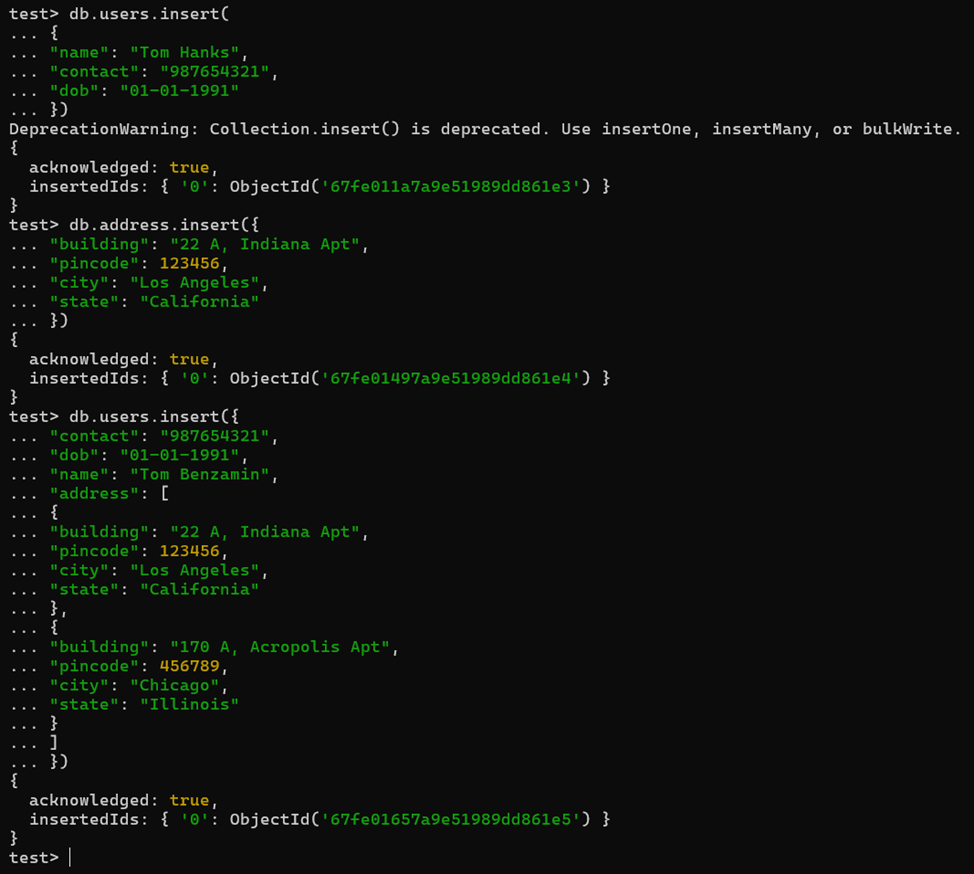 test> db.users.insert(
... {
... "name": "Tom Hanks",
... "contact": "987654321",
... "dob": "01-01-1991"
... })
DeprecationWarning: Collection.insert() is deprecated. Use insertOne, insertMany, or bulkWrite.
{
  acknowledged: true,
  insertedIds: { '0': ObjectId('67fe011a7a9e51989dd861e3') }
}
test> db.address.insert({
... "building": "22 A, Indiana Apt",
... "pincode": 123456,
... "city": "Los Angeles",
... "state": "California"
... })
{
  acknowledged: true,
  insertedIds: { '0': ObjectId('67fe01497a9e51989dd861e4') }
}
test> db.users.insert({
... "contact": "987654321",
... "dob": "01-01-1991",
... "name": "Tom Benzamin",
... "address": [
... {
... "building": "22 A, Indiana Apt",
... "pincode": 123456,
... "city": "Los Angeles",
... "state": "California"
... },
... {
... "building": "170 A, Acropolis Apt",
... "pincode": 456789,
... "city": "Chicago",
... "state": "Illinois"
... }
... ]
... })
{
  acknowledged: true,
  insertedIds: { '0': ObjectId('67fe01657a9e51989dd861e5') }
}
test>